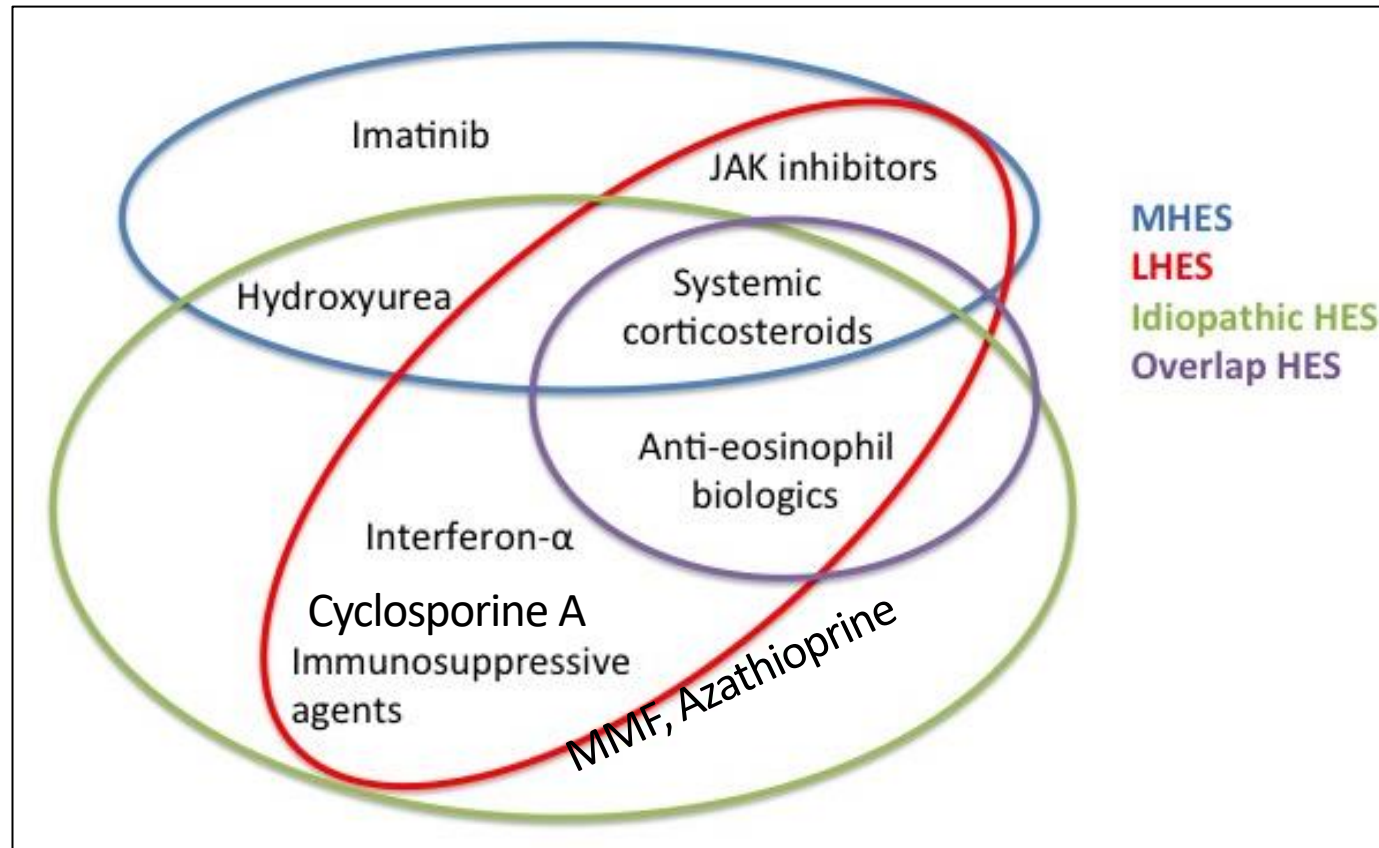 Imatinib
JAK inhibitors
Hydroxyurea
Systemic
corticosteroids
Anti-eosinophil
biologics
Interferon-α
Cyclosporine A
Immunosuppressive
agents
MMF, Azathioprine
MHES
LHES
Idiopathic HES
Overlap HES